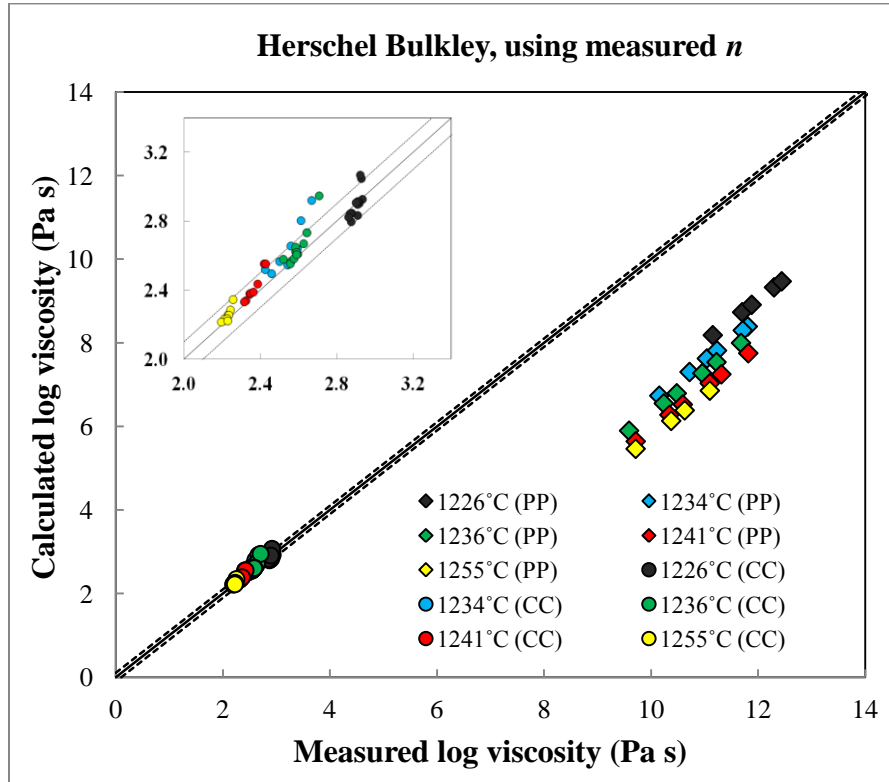 Herschel Bulkley, using measured n
Calculated log viscosity (Pa s)
14
12
10
8
6
4
2
0
3.2
2.8
2.4
2.0
2.0 2.4 2.8 3.2
1226˚C (PP) 1234˚C (PP)
1236˚C (PP) 1241˚C (PP)
1255˚C (PP) 1226˚C (CC)
1234˚C (CC) 1236˚C (CC)
1241˚C (CC) 1255˚C (CC)
0 2 4 6 8 10 12 14
Measured log viscosity (Pa s)